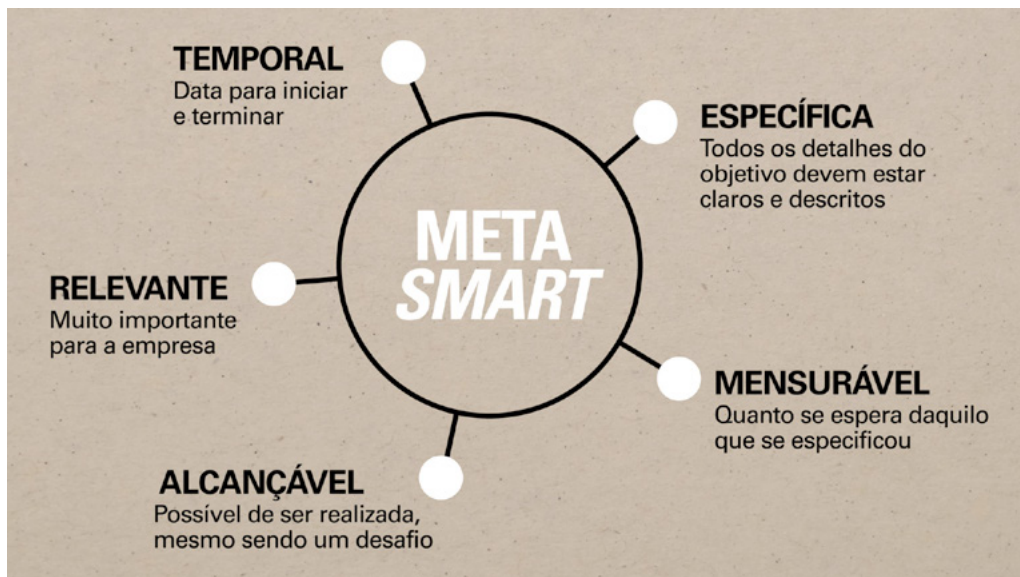 TEMPORAL
Data para iniciar
e terminar
ESPECÍFICA
Todos os detalhes do
objetivo devem estar
claros e descritos
META
SMART
RELEVANTE
Muito importante
para a empresa
MENSURÁVEL
Quanto se espera daquilo
que se especificou
ALCANÇÁVEL
Possível de ser realizada,
mesmo sendo um desafio